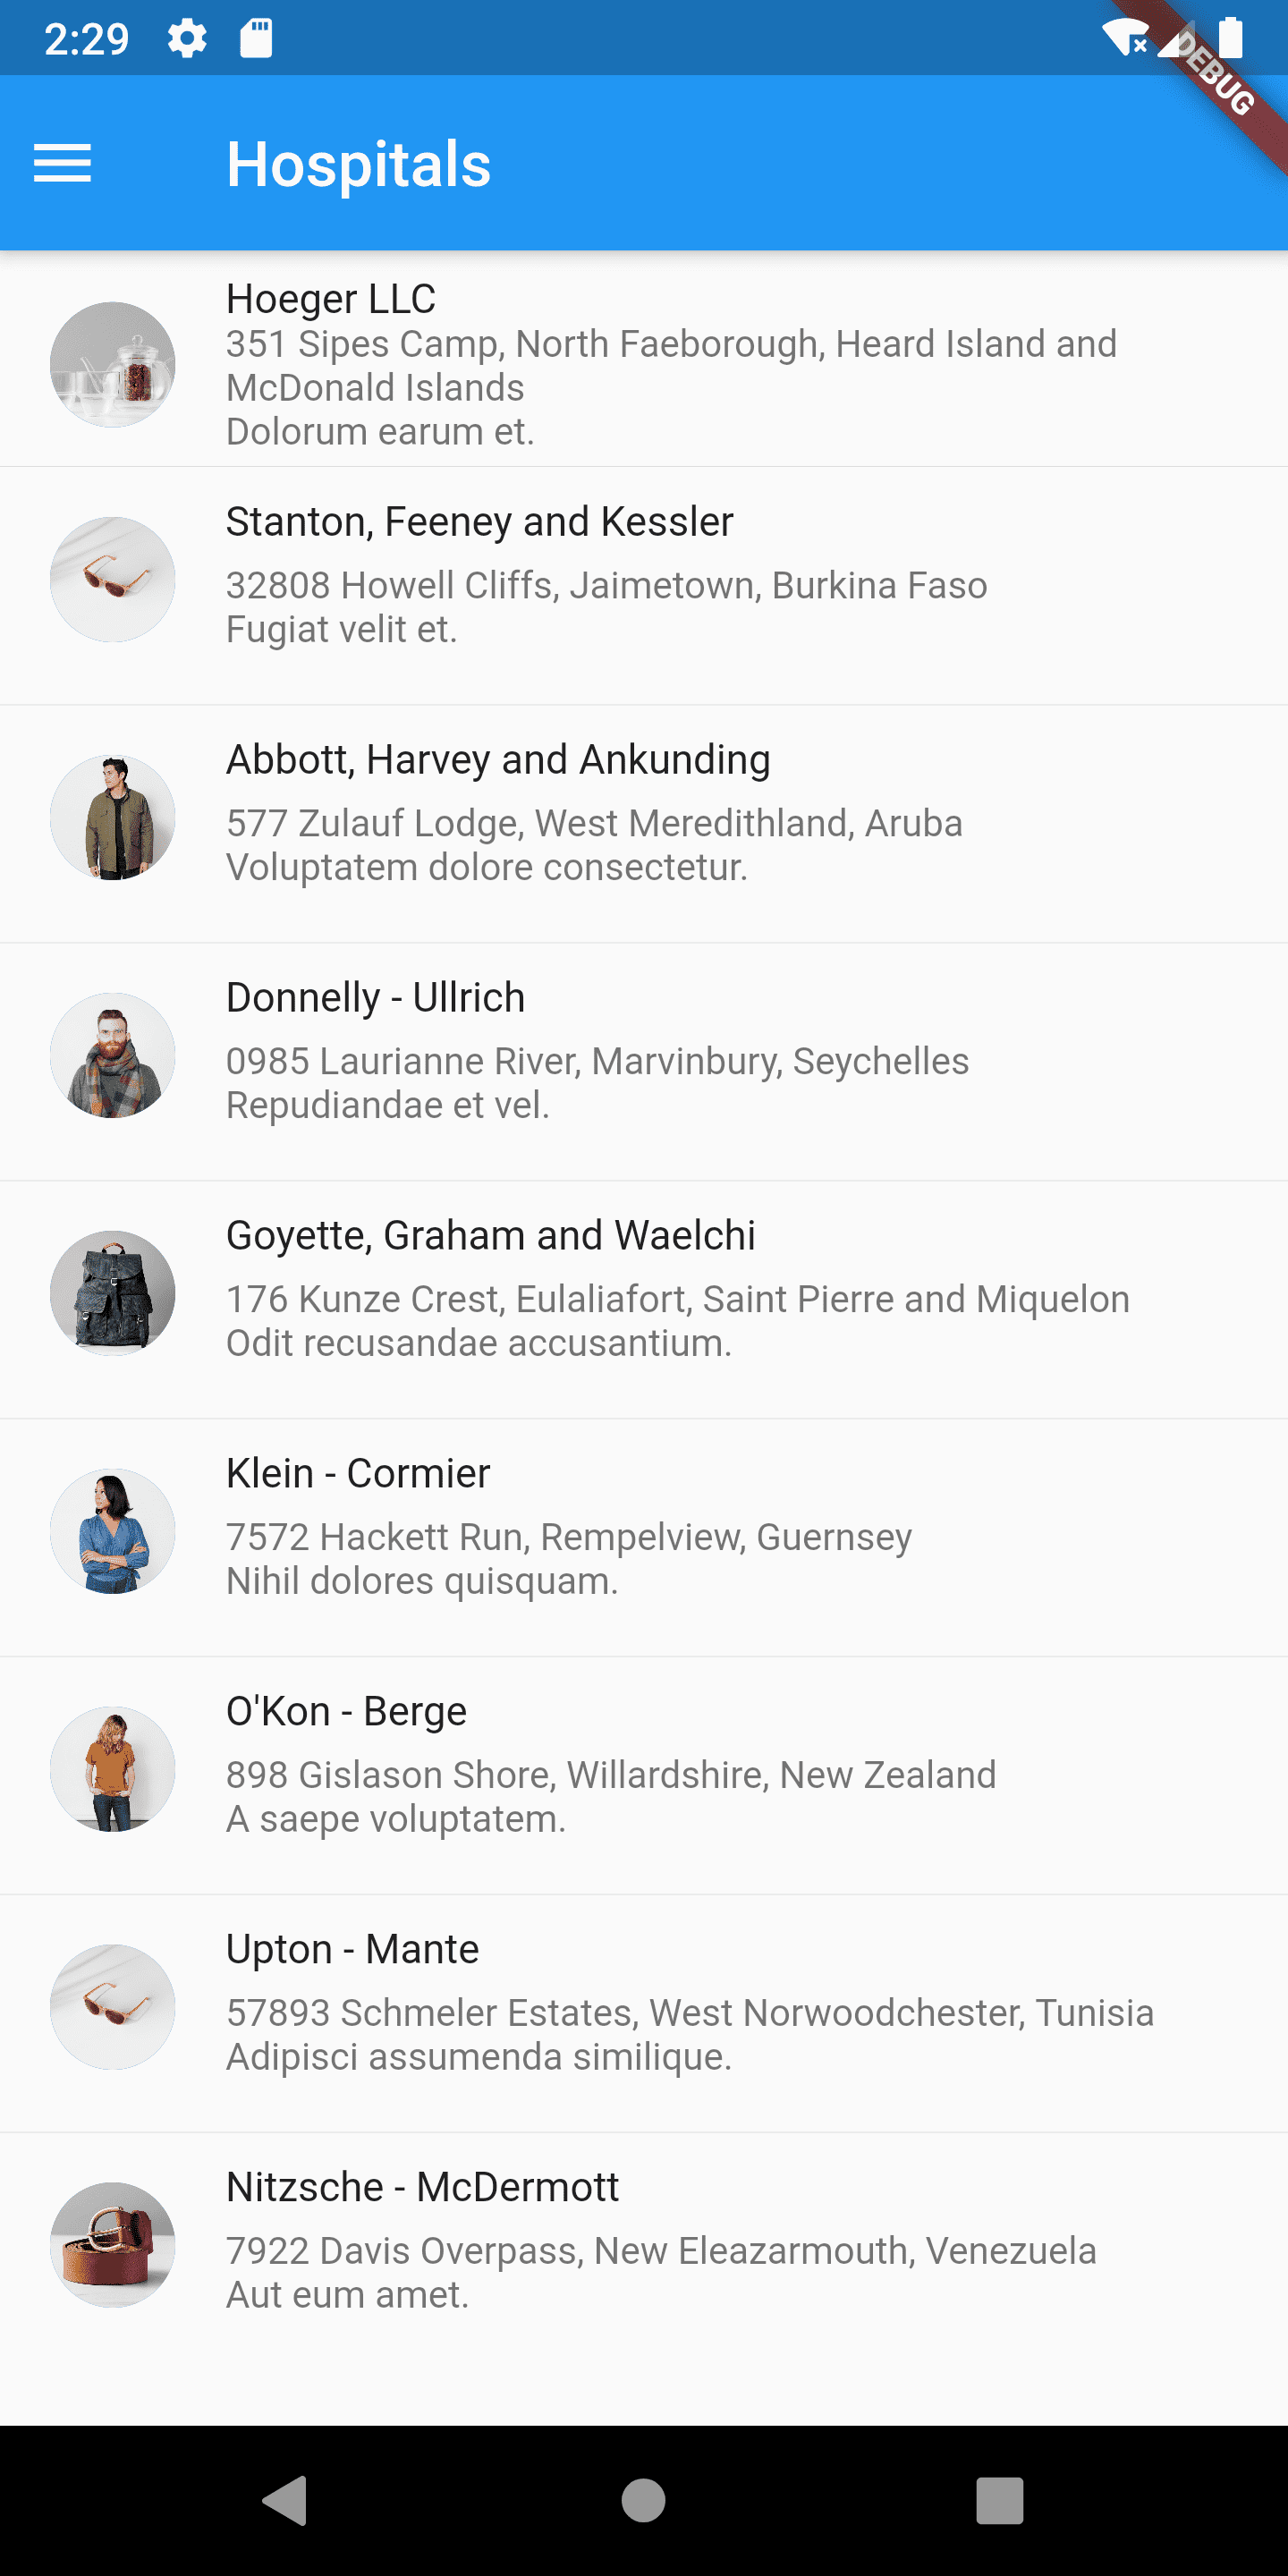 2:29
DEBUG
Hospitals
Hoeger LLC
351 Sipes Camp, North Faeborough, Heard Island and
McDonald Islands
Dolorum earum et.
Stanton, Feeney and Kessler
32808 Howell Cliffs, Jaimetown, Burkina Faso
Fugiat velit et.
Abbott, Harvey and Ankunding
577 Zulauf Lodge, West Meredithland, Aruba
Voluptatem dolore consectetur.
Donnelly - Ullrich
0985 Laurianne River, Marvinbury, Seychelles
Repudiandae et vel.
Goyette, Graham and Waelchi
176 Kunze Crest, Eulaliafort, Saint Pierre and Miquelon
Odit recusandae accusantium.
Klein - Cormier
7572 Hackett Run, Rempelview, Guernsey
Nihil dolores quisquam.
O'Kon - Berge
898 Gislason Shore, Willardshire, New Zealand
A saepe voluptatem.
Upton - Mante
57893 Schmeler Estates, West Norwoodchester, Tunisia
Adipisci assumenda similique.
Nitzsche - McDermott
7922 Davis Overpass, New Eleazarmouth, Venezuela
Aut eum amet.